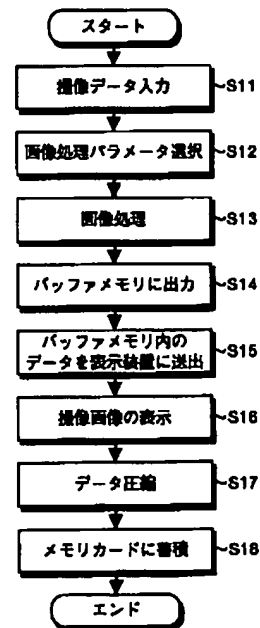 スタート
撮像データ入力 ~S11
画像処理パラメータ選択 ~S12
画像処理 ~S13
バッファメモリに出力 ~S14
バッファメモリ内の
データを表示装置に送出 ~S15
撮像画像の表示 ~S16
データ圧縮 ~S17
メモリカードに蓄積 ~S18
エンド